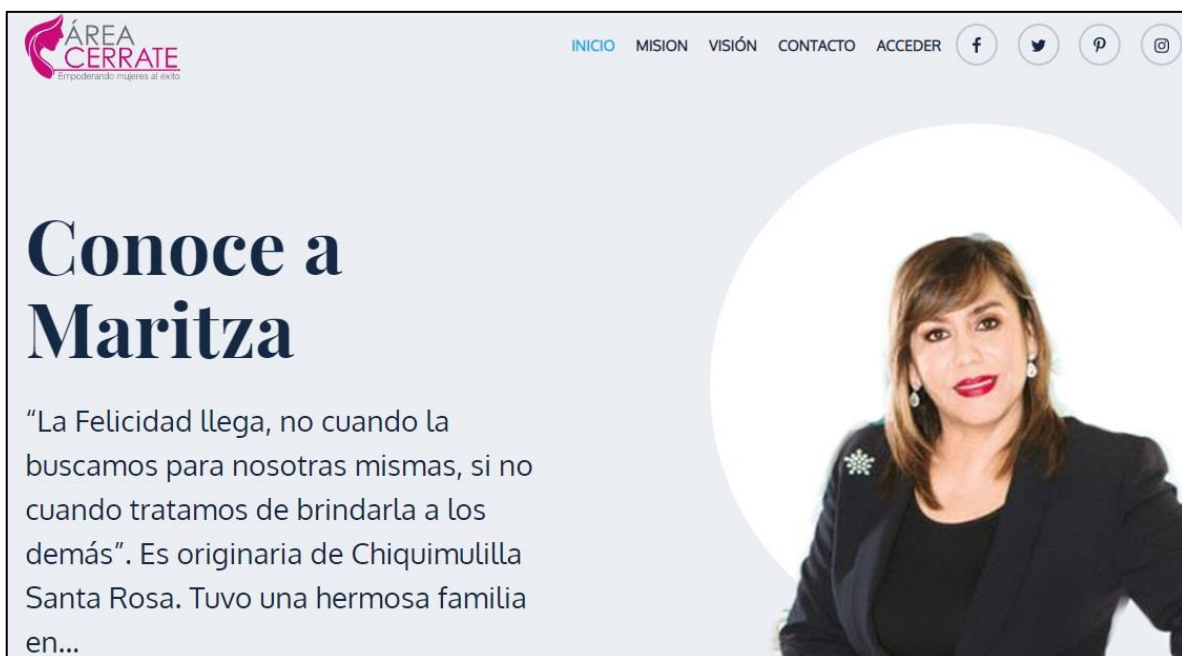 ÁREA
CERRATE
Empoderando mujeres al éxito
INICIO MISION VISIÓN CONTACTO ACCEDER
Conoce a
Maritza
“La Felicidad llega, no cuando la
buscamos para nosotras mismas, si no
cuando tratamos de brindarla a los
demás”. Es originaria de Chiquimulilla
Santa Rosa. Tuvo una hermosa familia
en...